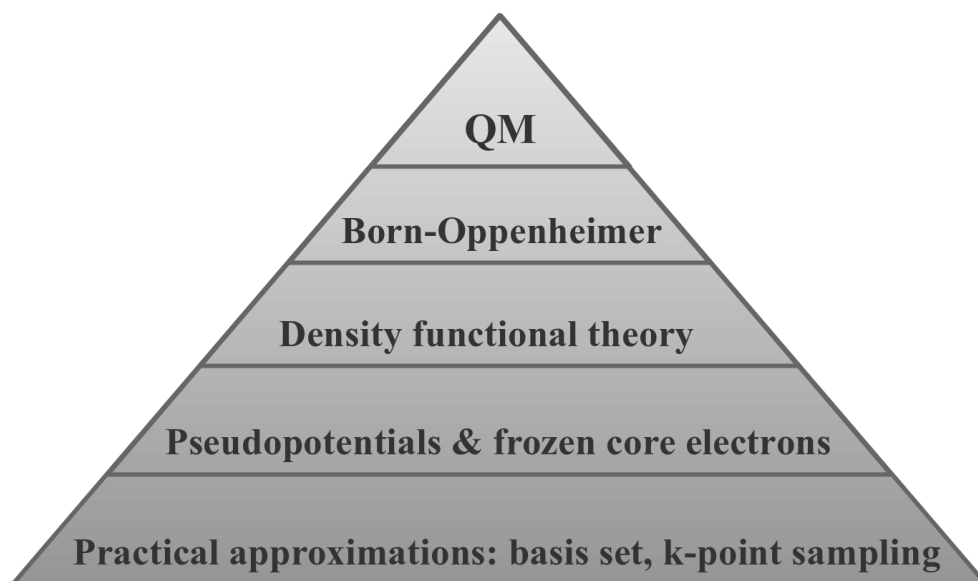 QM
Born-Oppenheimer
Density functional theory
Pseudopotentials & frozen core electrons
Practical approximations: basis set, k-point sampling